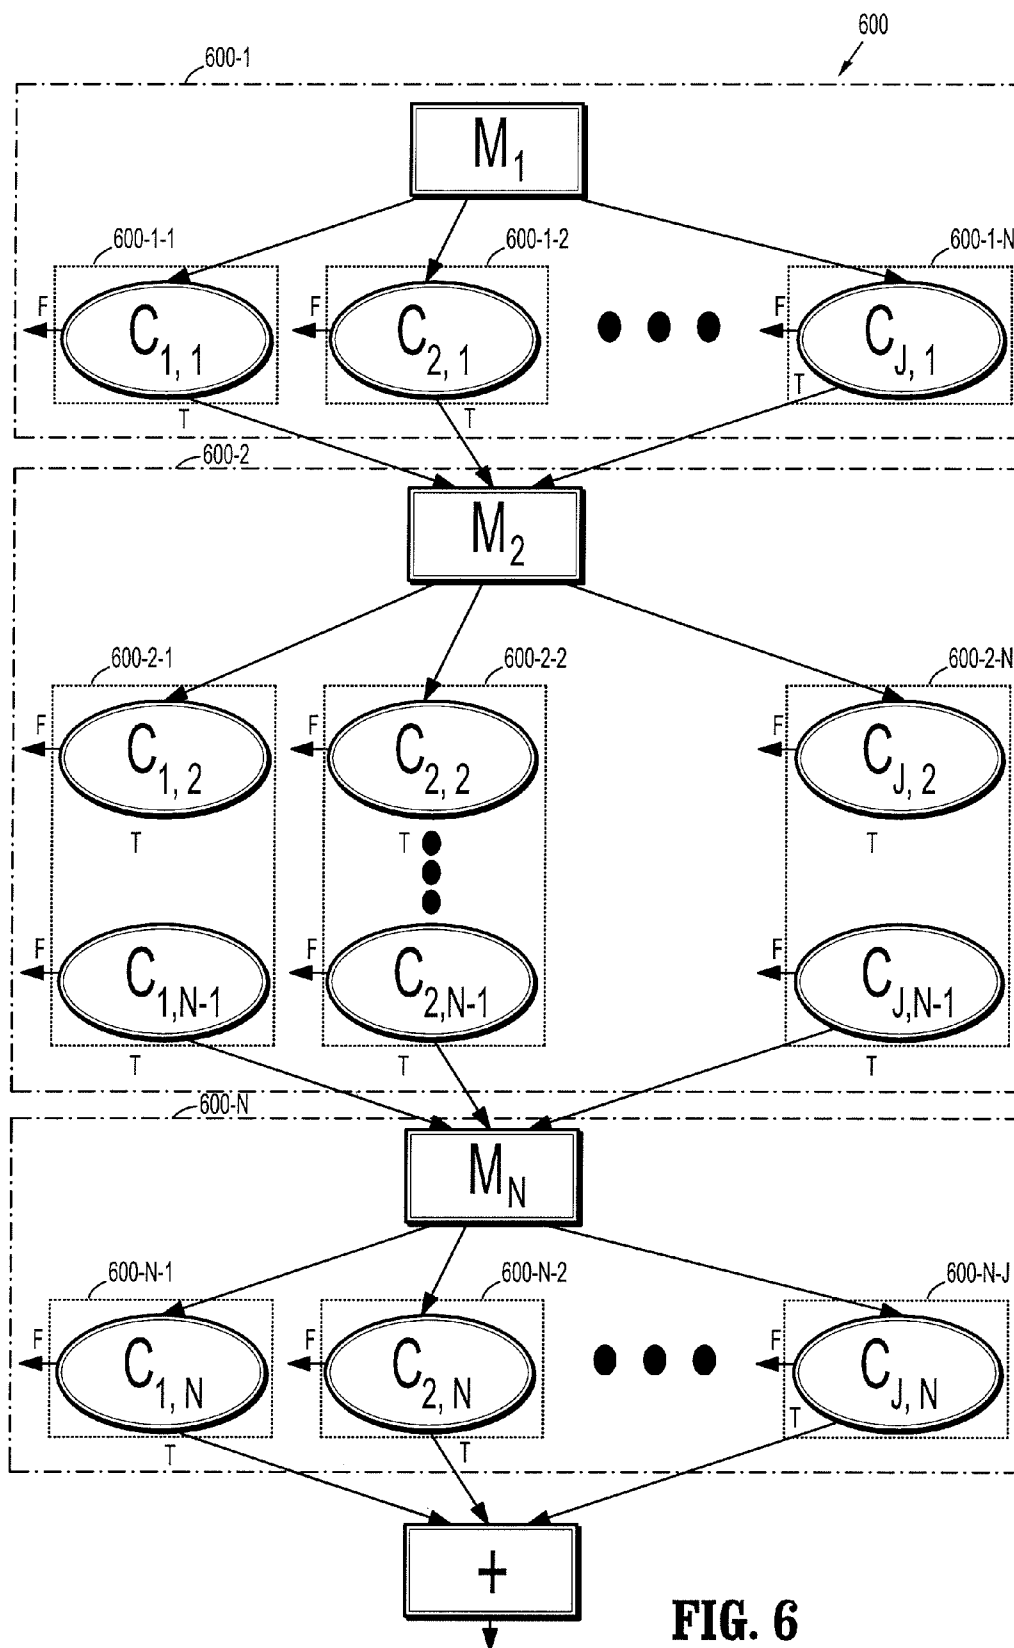 600
600-1
M1
600-1-1 600-1-2 600-1-N
F C1, 1 F C2, 1 F CJ, 1
T T T
600-2
M2
600-2-1 600-2-2 600-2-N
F C1, 2 F C2, 2 F CJ, 2
T T T
F C1,N-1 F C2,N-1 F CJ,N-1
T T T
600-N
MN
600-N-1 600-N-2 600-N-J
F C1, N F C2, N F CJ, N
T T T
+
FIG. 6